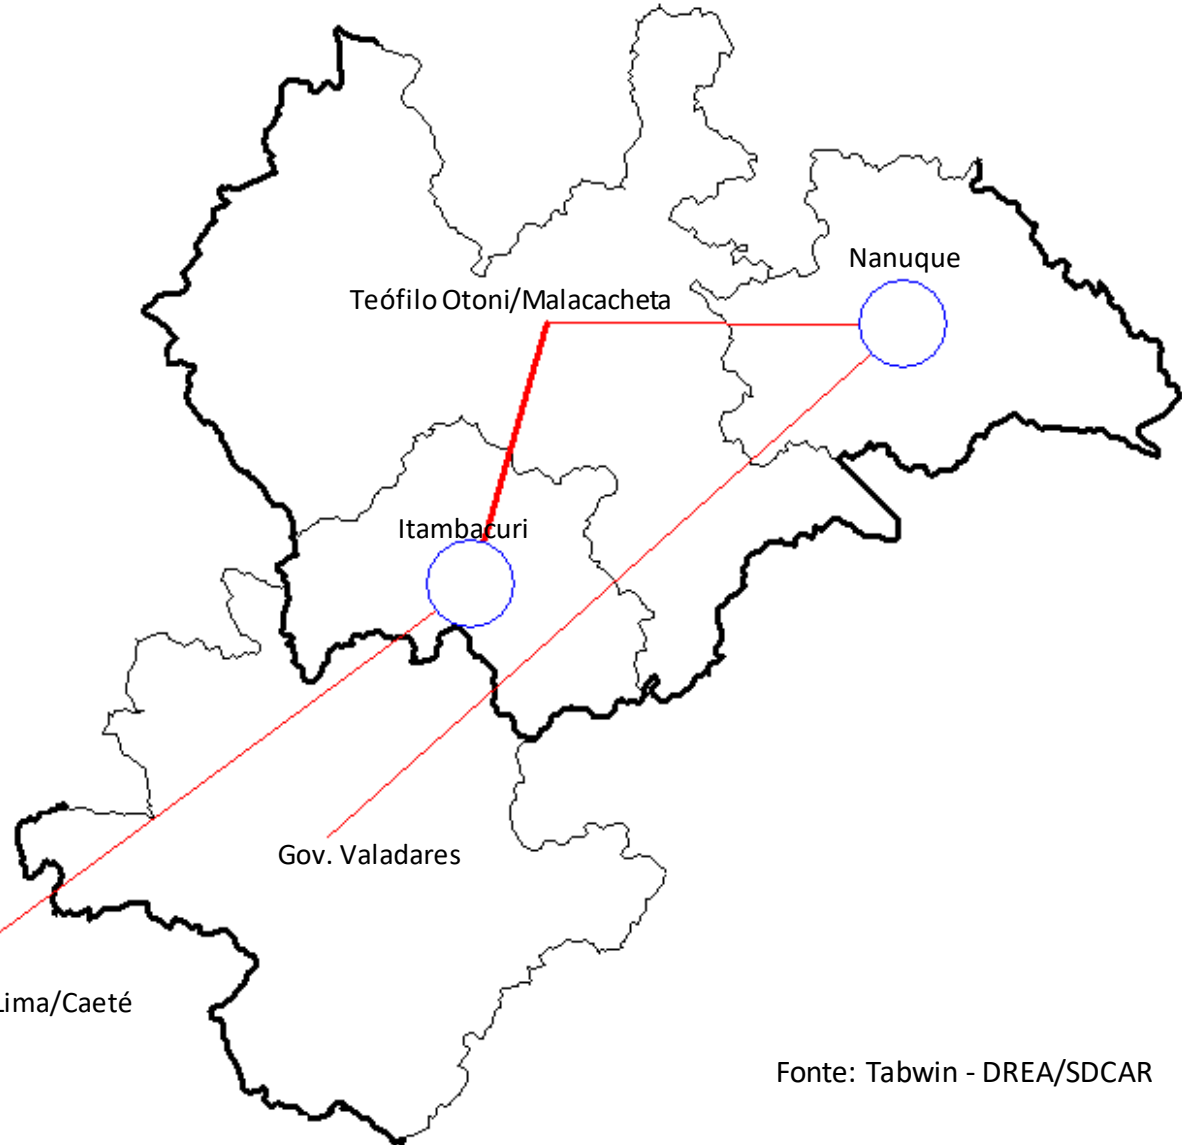 Nanuque
Teófilo Otoni/Malacacheta
Itambacuri
Gov. Valadares
Lima/Caeté
Fonte: Tabwin - DREA/SDCAR